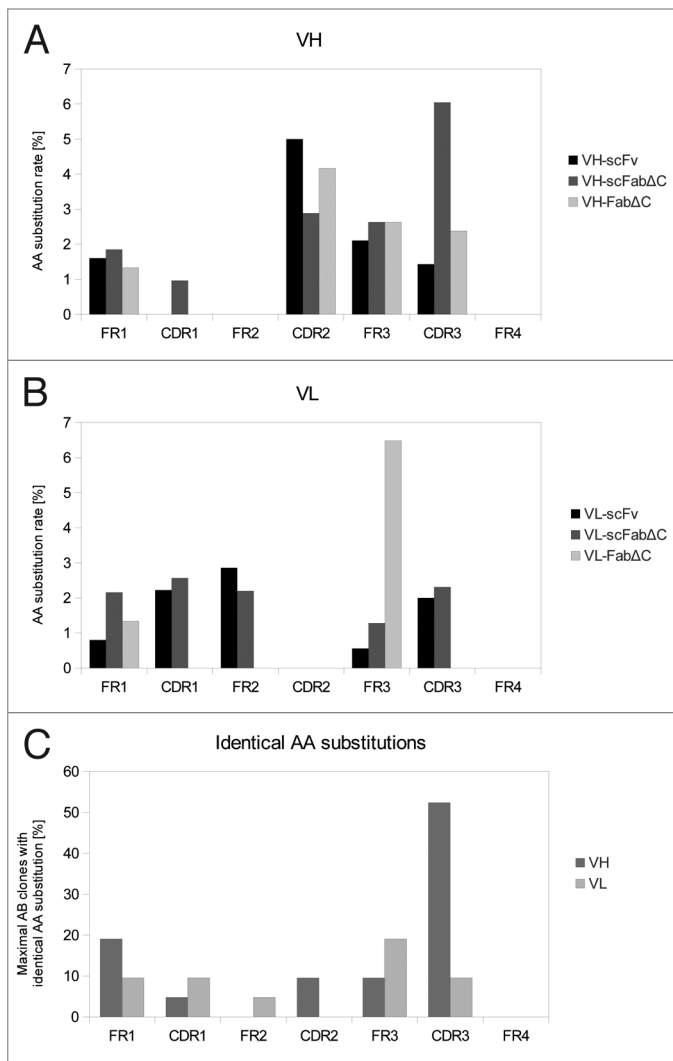 A
VH
AA substitution rate [%]
7
6
5
4
3
2
1
0
FR1 CDR1 FR2 CDR2 FR3 CDR3 FR4
VH-scFv
VH-scFabΔC
VH-FabΔC
B
VL
AA substitution rate [%]
7
6
5
4
3
2
1
0
FR1 CDR1 FR2 CDR2 FR3 CDR3 FR4
VL-scFv
VL-scFabΔC
VL-FabΔC
C
Identical AA substitutions
Maximal AB clones with
identical AA substitution [%]
60
50
40
30
20
10
0
FR1 CDR1 FR2 CDR2 FR3 CDR3 FR4
VH
VL